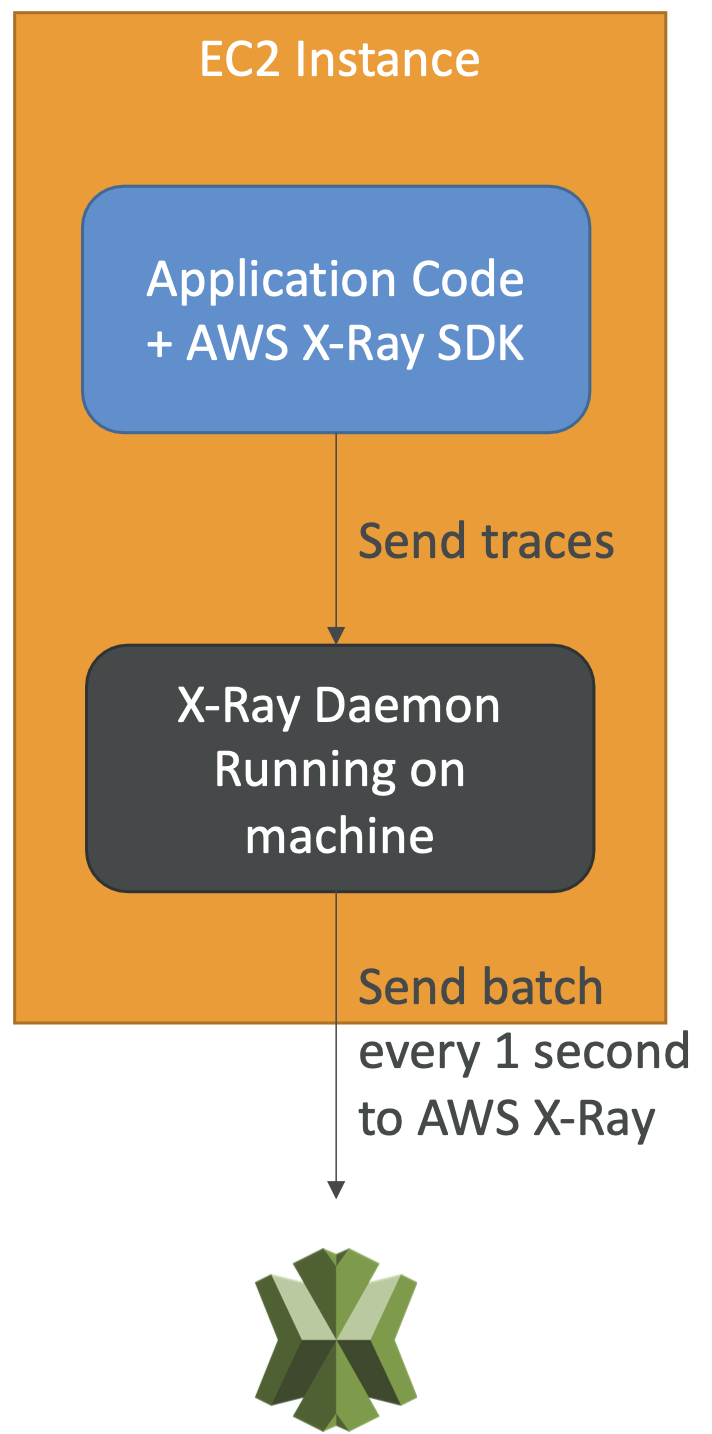 EC2 Instance
Application Code
+ AWS X-Ray SDK
Send traces
X-Ray Daemon
Running on
machine
Send batch
every 1 second
to AWS X-Ray